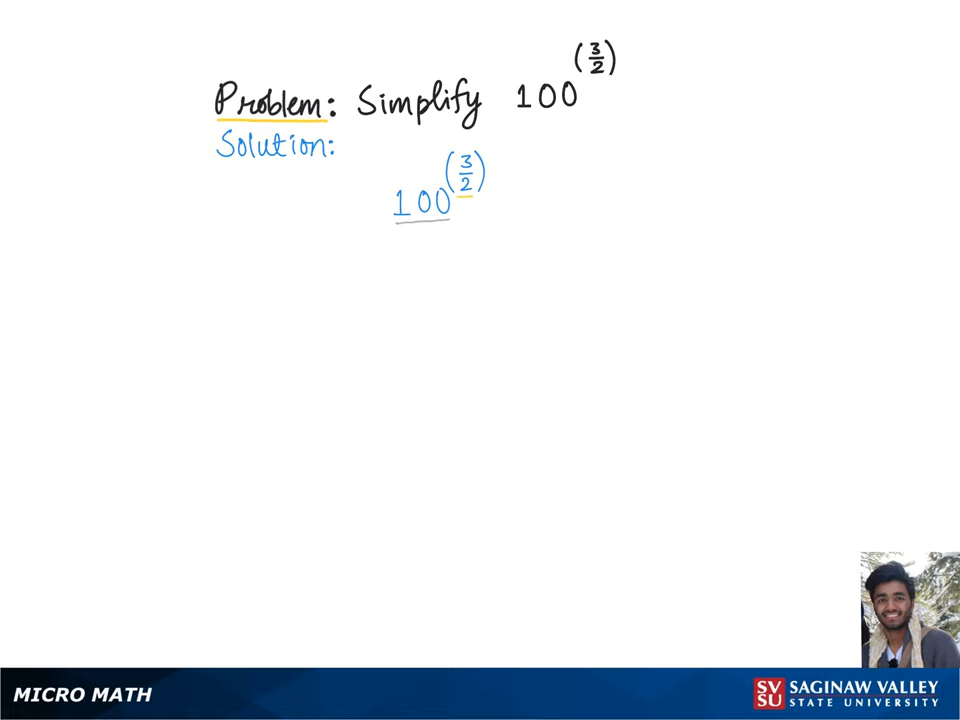 Problem: Simplify 100^(3/2)
Solution:
100^(3/2)
MICRO MATH
SV SU SAGINAW VALLEY STATE UNIVERSITY